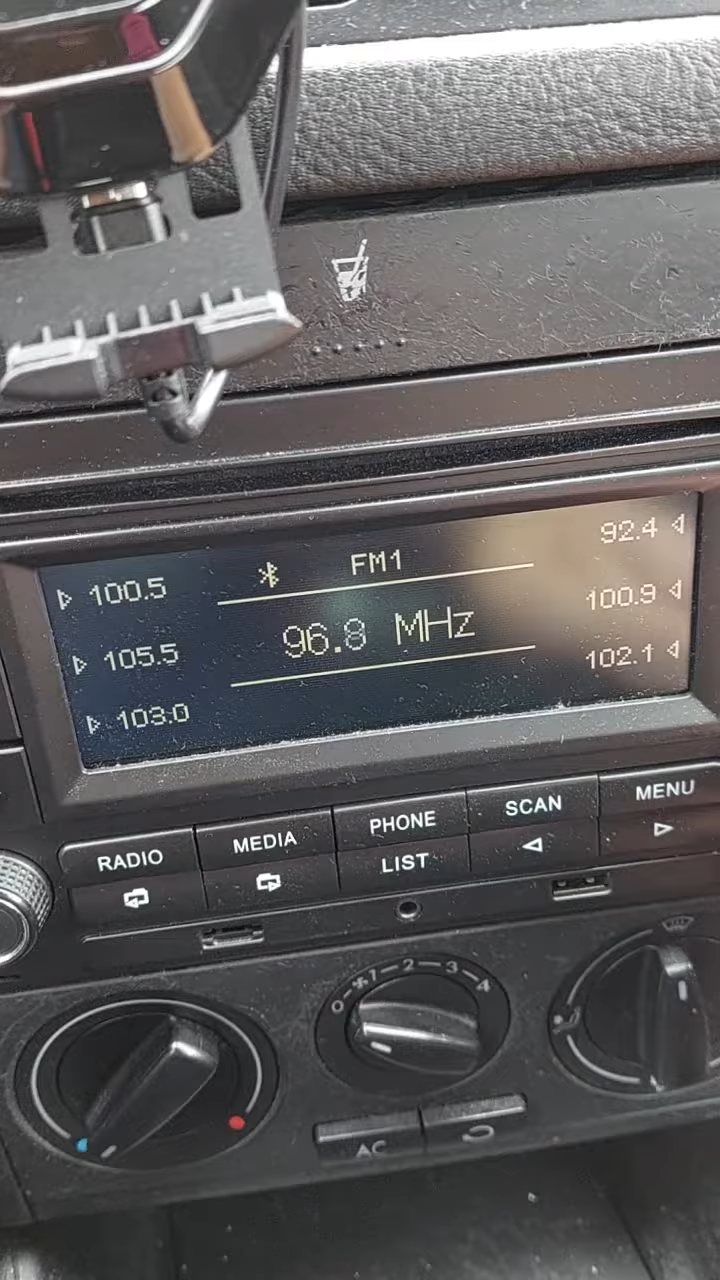 FM1
92.4
100.5
96.8 MHz
100.9
105.5
102.1
103.0
RADIO
MEDIA
PHONE
SCAN
MENU
LIST
0 1 2 3 4
AC